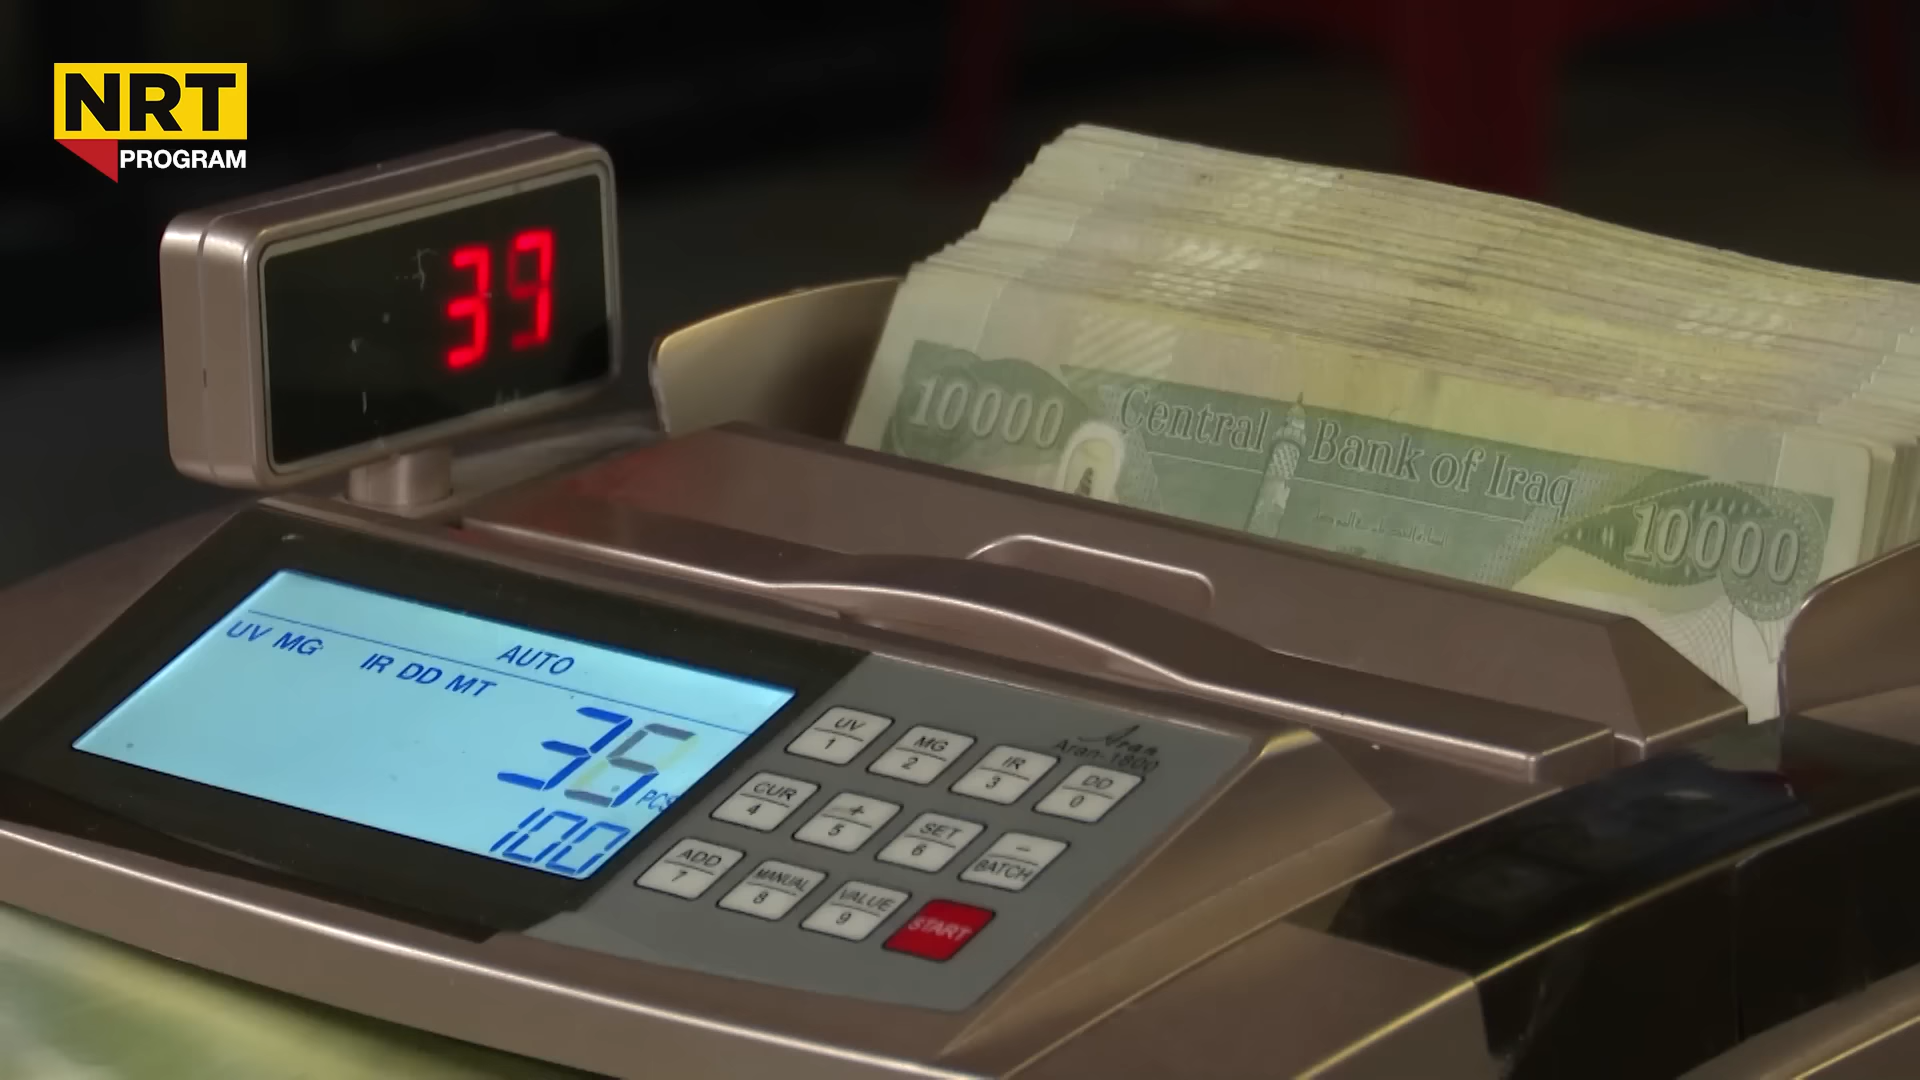 NRT
PROGRAM
37
10000
Central Bank of Iraq
10000
AUTO
UV MG IR DD MT
PCS
100
Aran
Aran-1800
UV 1
MG 2
IR 3
DD 0
CUR 4
+ 5
SET 6
- BATCH
ADD 7
MANUAL 8
VALUE 9
START